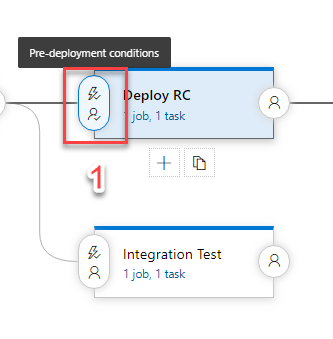 Pre-deployment conditions
Deploy RC
1 job, 1 task
1
Integration Test
1 job, 1 task